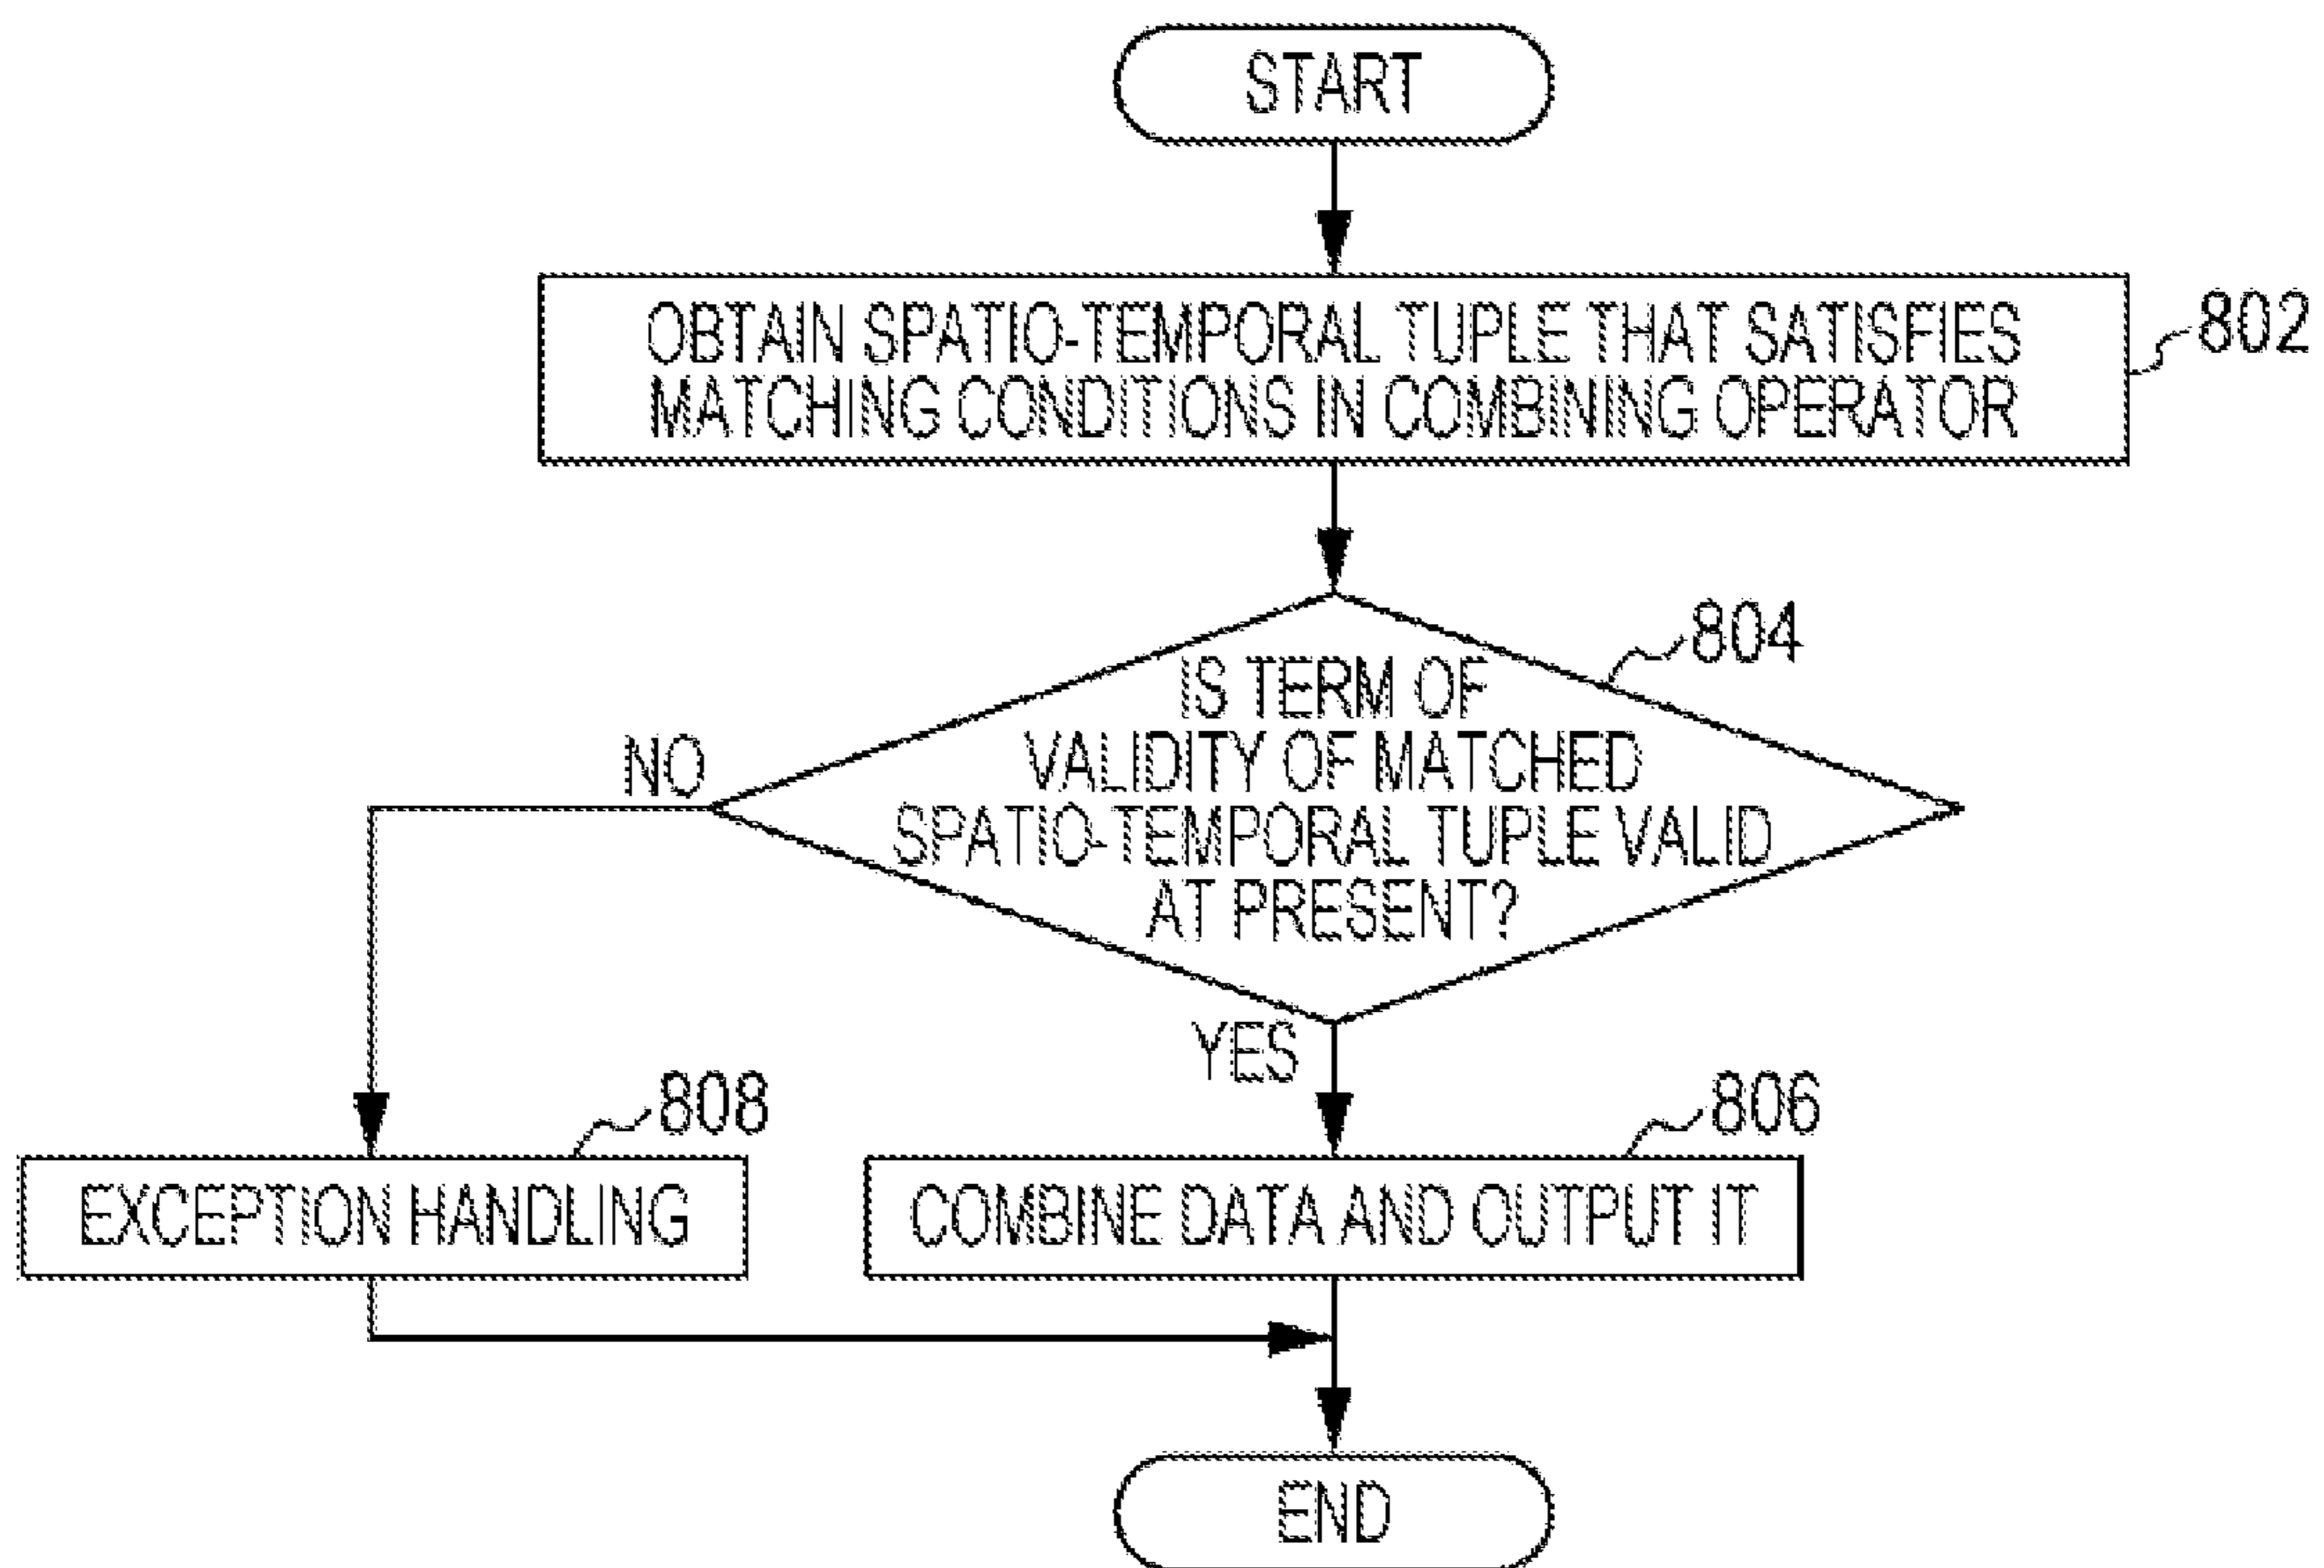 START
OBTAIN SPATIO-TEMPORAL TUPLE THAT SATISFIES
MATCHING CONDITIONS IN COMBINING OPERATOR
802
804
IS TERM OF
VALIDITY OF MATCHED
SPATIO-TEMPORAL TUPLE VALID
AT PRESENT?
NO
YES
808
EXCEPTION HANDLING
806
COMBINE DATA AND OUTPUT IT
END